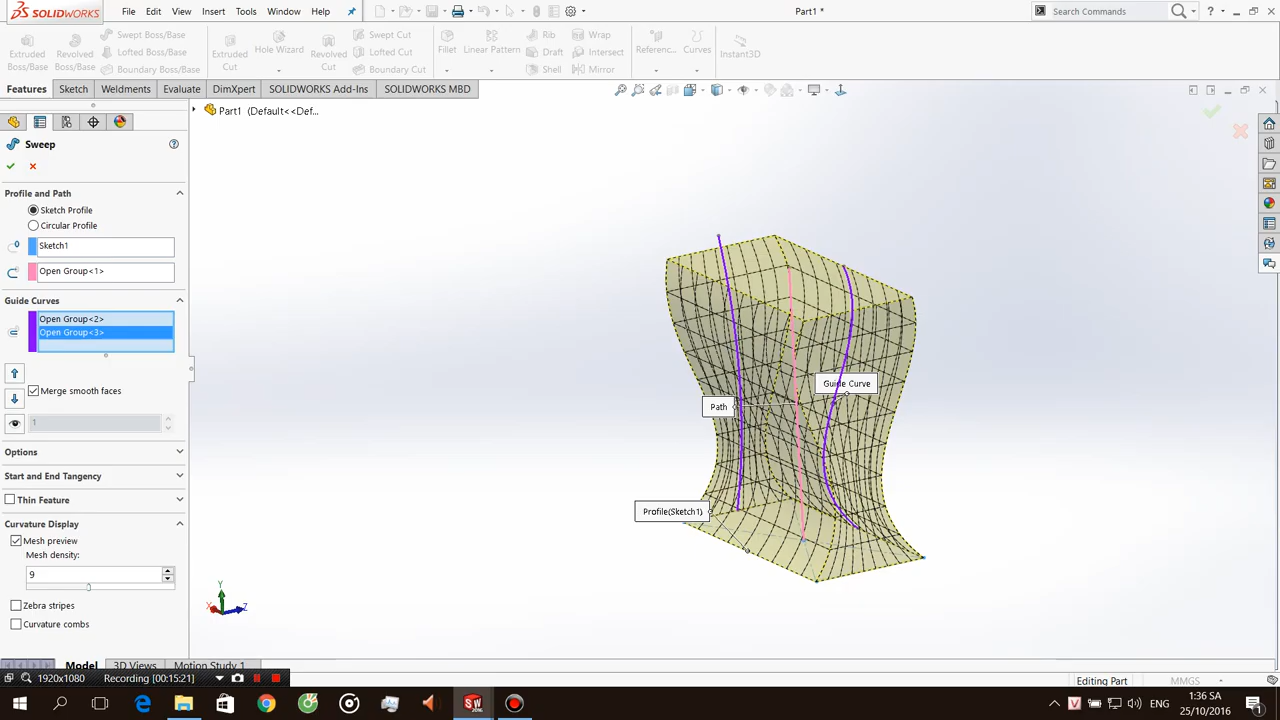 SOLIDWORKS File Edit View Insert Tools Window Help Part1 * Search Commands
Extruded Boss/Base
Revolved Boss/Base
Swept Boss/Base
Lofted Boss/Base
Boundary Boss/Base
Extruded Cut
Hole Wizard
Revolved Cut
Swept Cut
Lofted Cut
Boundary Cut
Fillet
Linear Pattern
Rib
Draft
Shell
Wrap
Intersect
Mirror
Referenc...
Curves
Instant3D
Features Sketch Weldments Evaluate DimXpert SOLIDWORKS Add-Ins SOLIDWORKS MBD
Part1 (Default<<Def...
Sweep
Profile and Path
Sketch Profile
Circular Profile
Sketch1
Open Group<1>
Guide Curves
Open Group<2>
Open Group<3>
Merge smooth faces
1
Options
Start and End Tangency
Thin Feature
Curvature Display
Mesh preview
Mesh density:
9
Zebra stripes
Curvature combs
Guide Curve
Path
Profile(Sketch1)
Y
X
Z
Model 3D Views Motion Study 1
1920x1080 Recording [00:15:21]
Editing Part MMGS
ENG
1:36 SA
25/10/2016